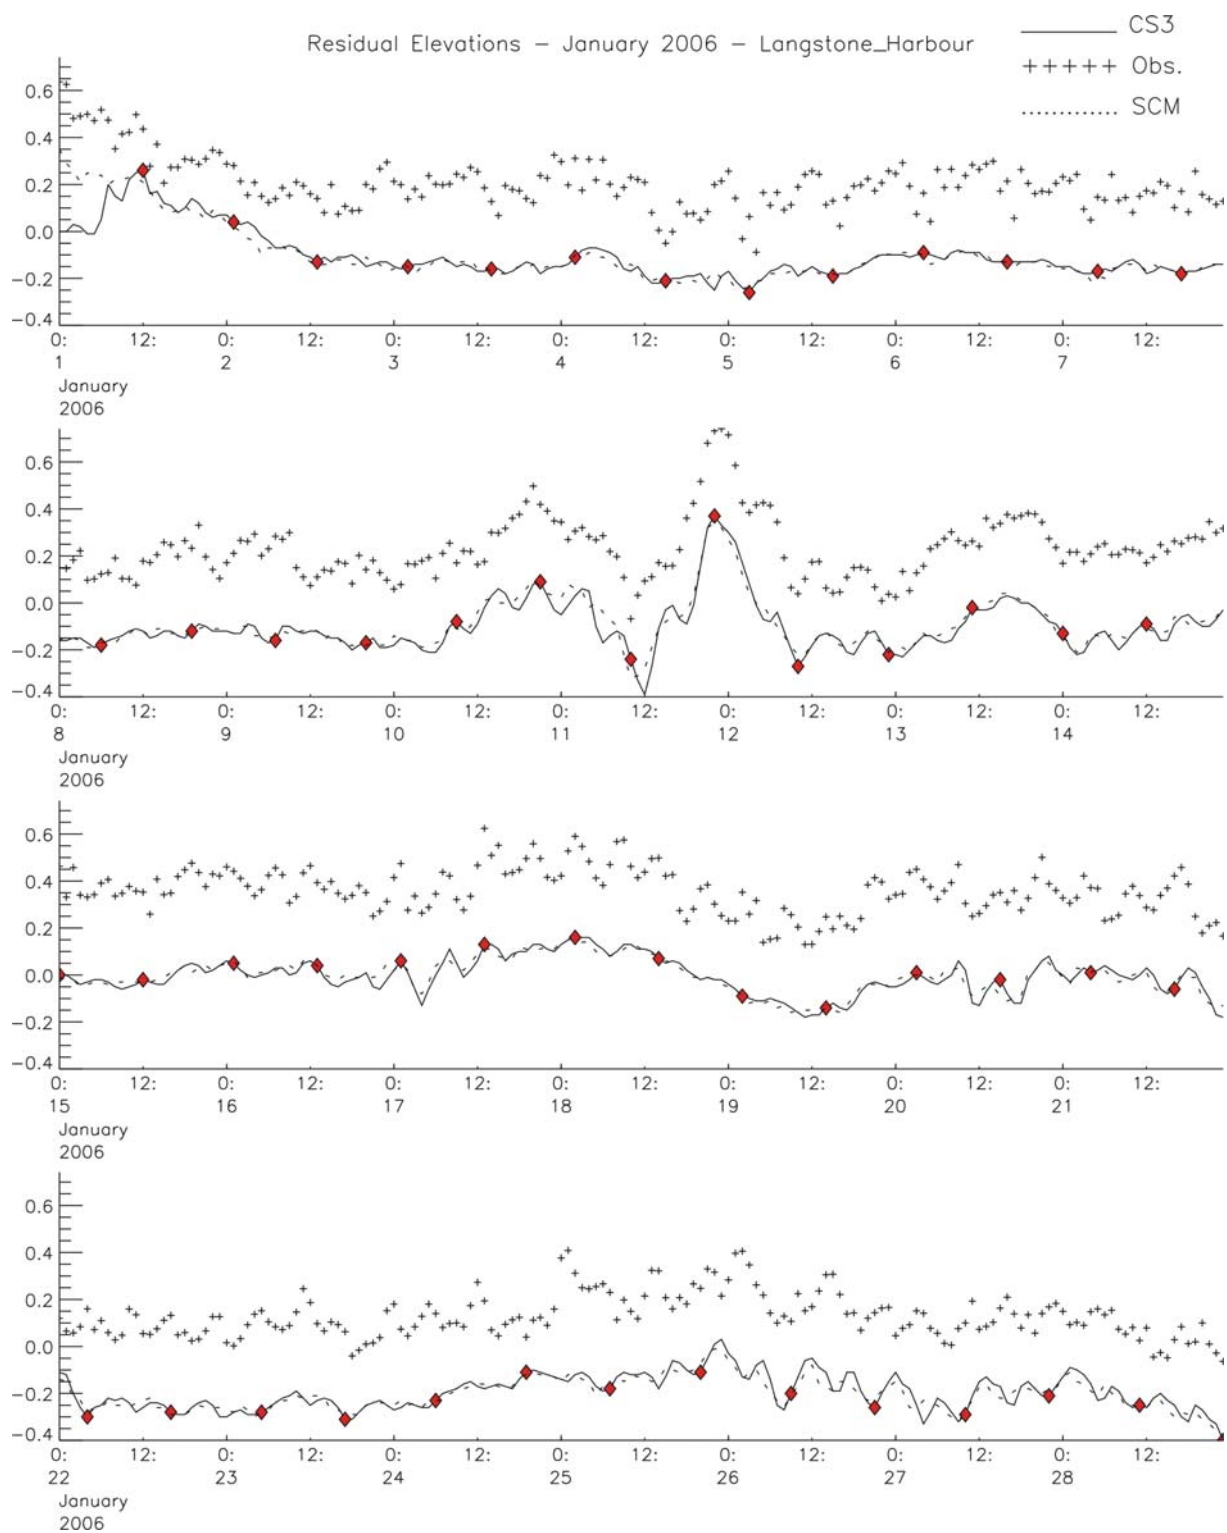 Residual Elevations – January 2006 – Langstone_Harbour
CS3
+++++ Obs.
SCM
0.6
0.4
0.2
0.0
−0.2
−0.4
0: 12: 0: 12: 0: 12: 0: 12: 0: 12: 0: 12: 0: 12:
1 2 3 4 5 6 7
January
2006
0.6
0.4
0.2
0.0
−0.2
−0.4
0: 12: 0: 12: 0: 12: 0: 12: 0: 12: 0: 12: 0: 12:
8 9 10 11 12 13 14
January
2006
0.6
0.4
0.2
0.0
−0.2
−0.4
0: 12: 0: 12: 0: 12: 0: 12: 0: 12: 0: 12: 0: 12:
15 16 17 18 19 20 21
January
2006
0.6
0.4
0.2
0.0
−0.2
−0.4
0: 12: 0: 12: 0: 12: 0: 12: 0: 12: 0: 12: 0: 12:
22 23 24 25 26 27 28
January
2006